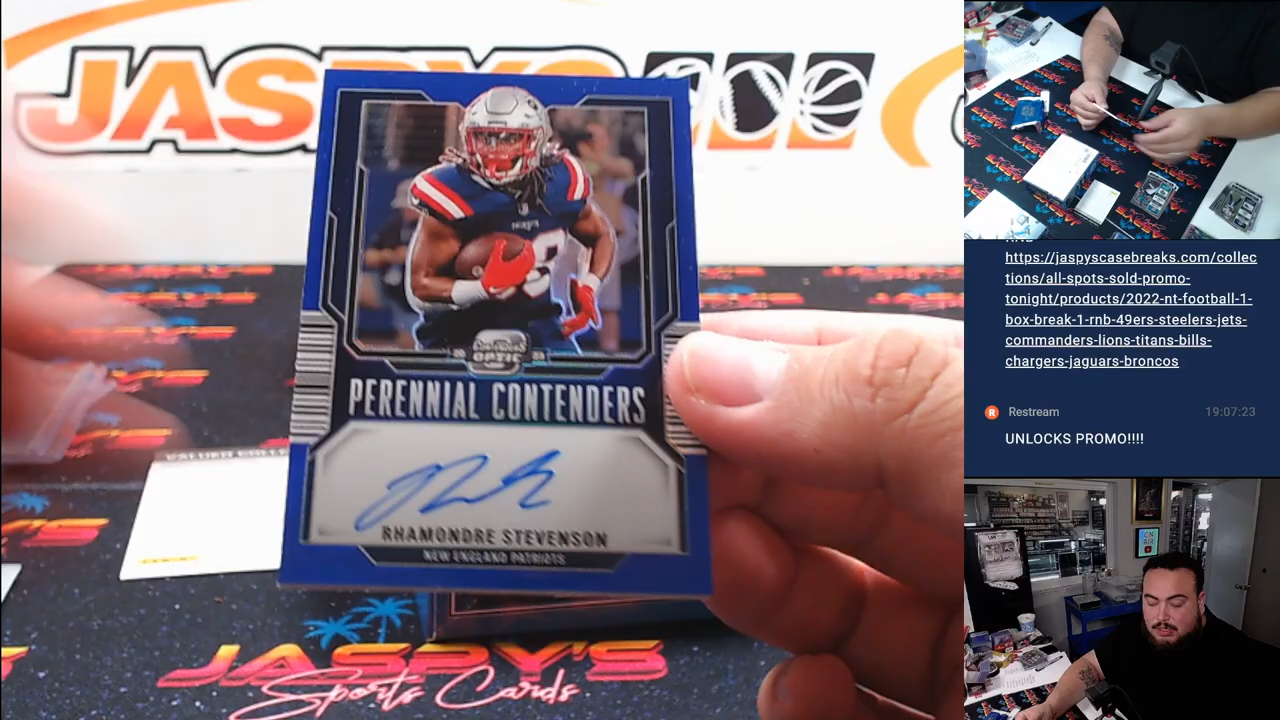 JASPY'S
OPTIC
PERENNIAL CONTENDERS
RHAMONDRE STEVENSON
NEW ENGLAND PATRIOTS
JASPY'S
Sports Cards
https://jaspyscasebreaks.com/collec
tions/all-spots-sold-promo-
tonight/products/2022-nt-football-1-
box-break-1-rnb-49ers-steelers-jets-
commanders-lions-titans-bills-
chargers-jaguars-broncos
R Restream 19:07:23
UNLOCKS PROMO!!!!
ON
AIR